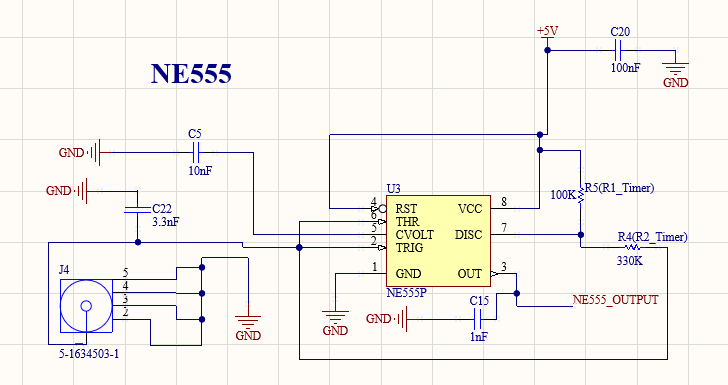 +5V
C20
100nF
GND
NE555
C5
GND
10nF
GND
C22
3.3nF
U3
R5(R1_Timer)
100K
4 RST VCC 8
6 THR
5 CVOLT DISC 7
2 TRIG
R4(R2_Timer)
330K
1 GND OUT 3
NE555P
J4
5
4
3
2
5-1634503-1
GND
GND
GND
C15
1nF
NE555_OUTPUT